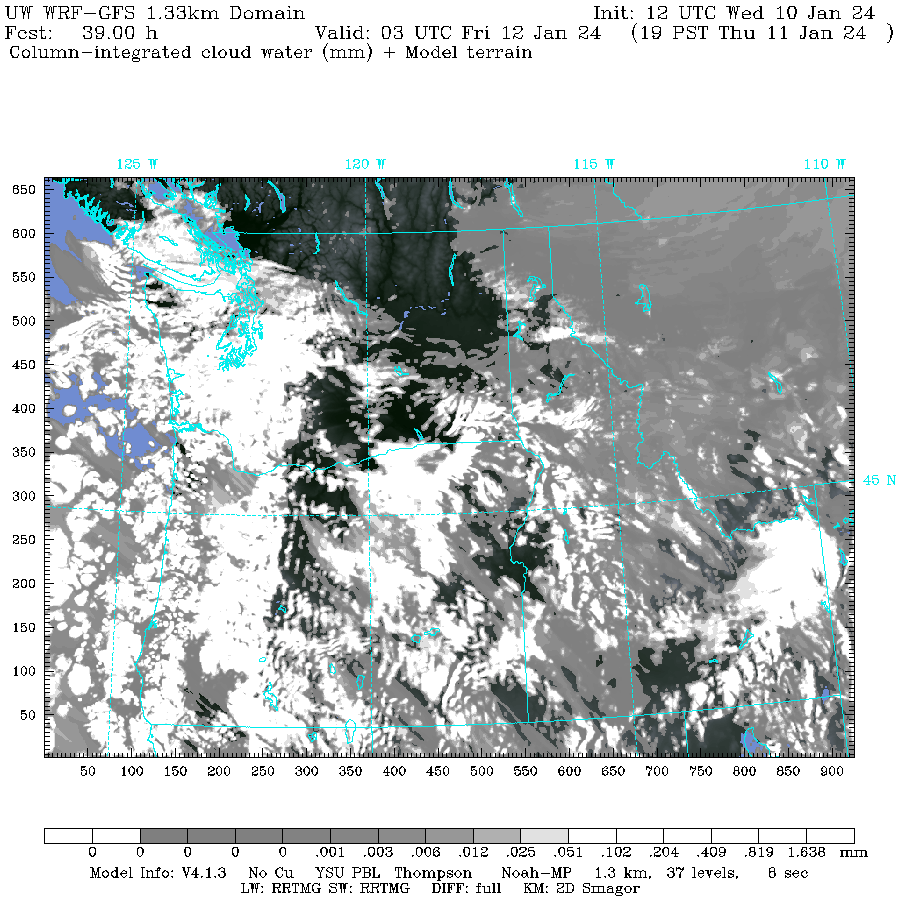 UW WRF-GFS 1.33km Domain Init: 12 UTC Wed 10 Jan 24
Fcst: 39.00 h Valid: 03 UTC Fri 12 Jan 24 (19 PST Thu 11 Jan 24 )
Column-integrated cloud water (mm) + Model terrain
125 W 120 W 115 W 110 W
650
600
550
500
450
400
350
45 N
300
250
200
150
100
50
50 100 150 200 250 300 350 400 450 500 550 600 650 700 750 800 850 900
0 0 0 0 0 .001 .003 .006 .012 .025 .051 .102 .204 .409 .819 1.638 mm
Model Info: V4.1.3 No Cu YSU PBL Thompson Noah-MP 1.3 km, 37 levels, 8 sec
LW: RRTMG SW: RRTMG DIFF: full KM: 2D Smagor